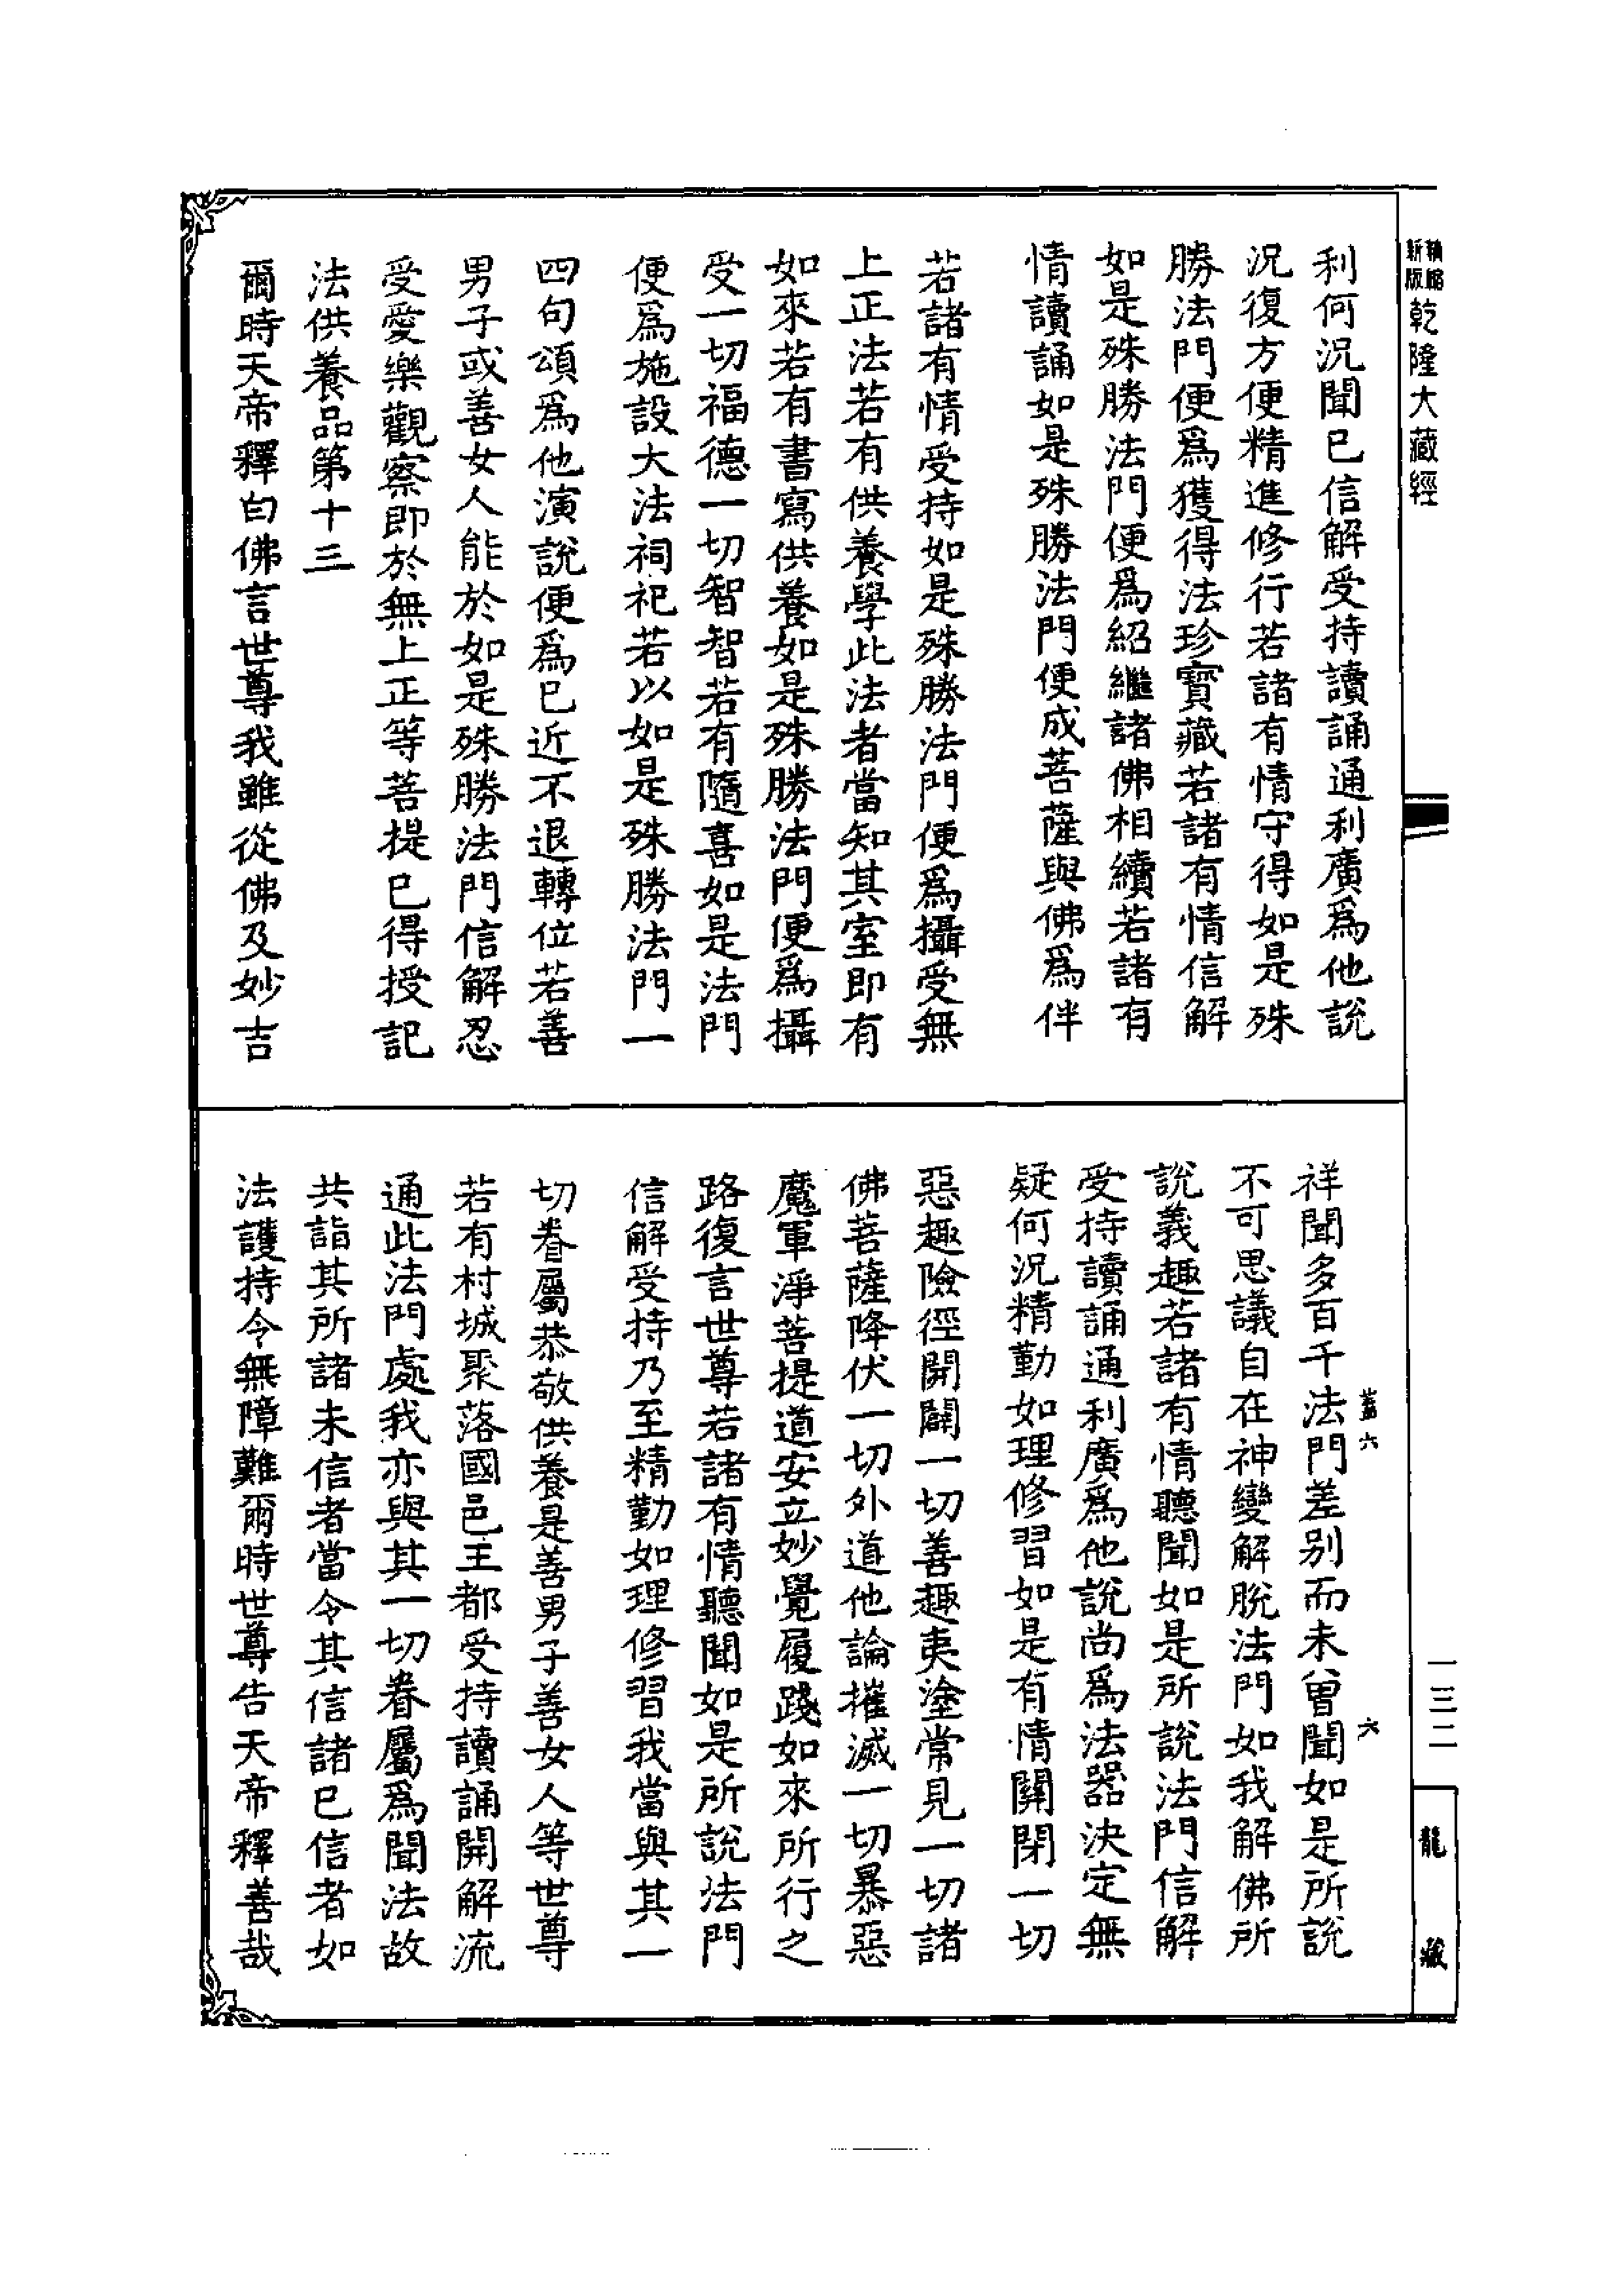 新版
精縮
乾隆大藏經
利何況聞已信解受持讀誦通利廣爲他說
況復方便精進修行若諸有情守得如是殊
勝法門便爲獲得法珍寶藏若諸有情信解
如是殊勝法門便爲紹繼諸佛相續若諸有
情讀誦如是殊勝法門便成菩薩與佛爲伴
若諸有情受持如是殊勝法門便爲攝受無
上正法若有供養學此法者當知其室即有
如來若有書寫供養如是殊勝法門便爲攝
受一切福德一切智智若有隨喜如是法門
便爲施設大法祠祀若以如是殊勝法門一
四句頌爲他演說便爲已近不退轉位若善
男子或善女人能於如是殊勝法門信解忍
受愛樂觀察即於無上正等菩提已得授記
法供養品第十三
爾時天帝釋白佛言世尊我雖從佛及妙吉
蓋六
六
祥聞多百千法門差别而未曾聞如是所說
不可思議自在神變解脫法門如我解佛所
說義趣若諸有情聽聞如是所說法門信解
受持讀誦通利廣爲他說尚爲法器決定無
疑何況精勤如理修習如是有情關閉一切
惡趣險徑開闢一切善趣夷塗常見一切諸
佛菩薩降伏一切外道他論摧滅一切暴惡
魔軍淨菩提道安立妙覺履踐如來所行之
路復言世尊若諸有情聽聞如是所說法門
信解受持乃至精勤如理修習我當與其一
切眷屬恭敬供養是善男子善女人等世尊
若有村城聚落國邑王都受持讀誦開解流
通此法門處我亦與其一切眷屬爲聞法故
共詣其所諸未信者當令其信諸已信者如
法護持令無障難爾時世尊告天帝釋善哉
一三二
龍藏